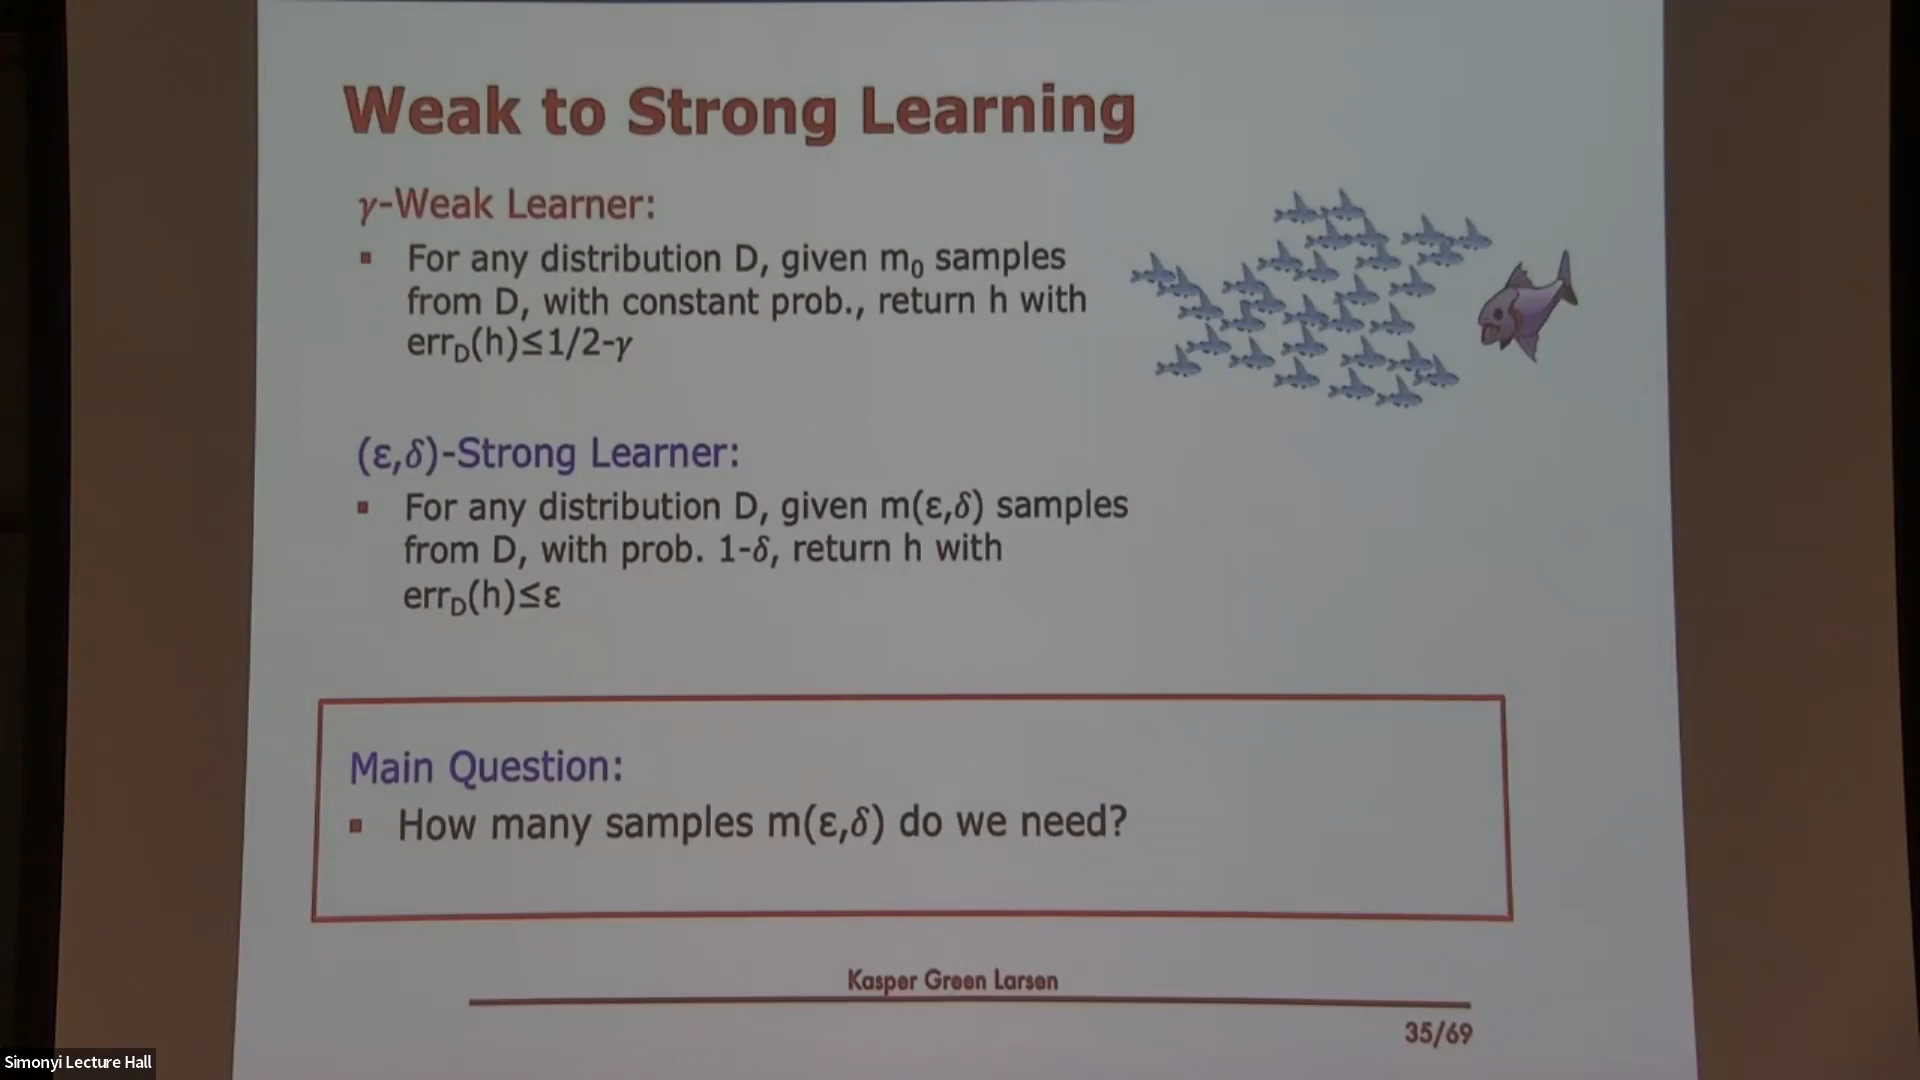 Weak to Strong Learning
γ-Weak Learner:
▪ For any distribution D, given m₀ samples
from D, with constant prob., return h with
err_D(h)≤1/2-γ
(ε,δ)-Strong Learner:
▪ For any distribution D, given m(ε,δ) samples
from D, with prob. 1-δ, return h with
err_D(h)≤ε
Main Question:
▪ How many samples m(ε,δ) do we need?
Kasper Green Larsen
35/69
Simonyi Lecture Hall